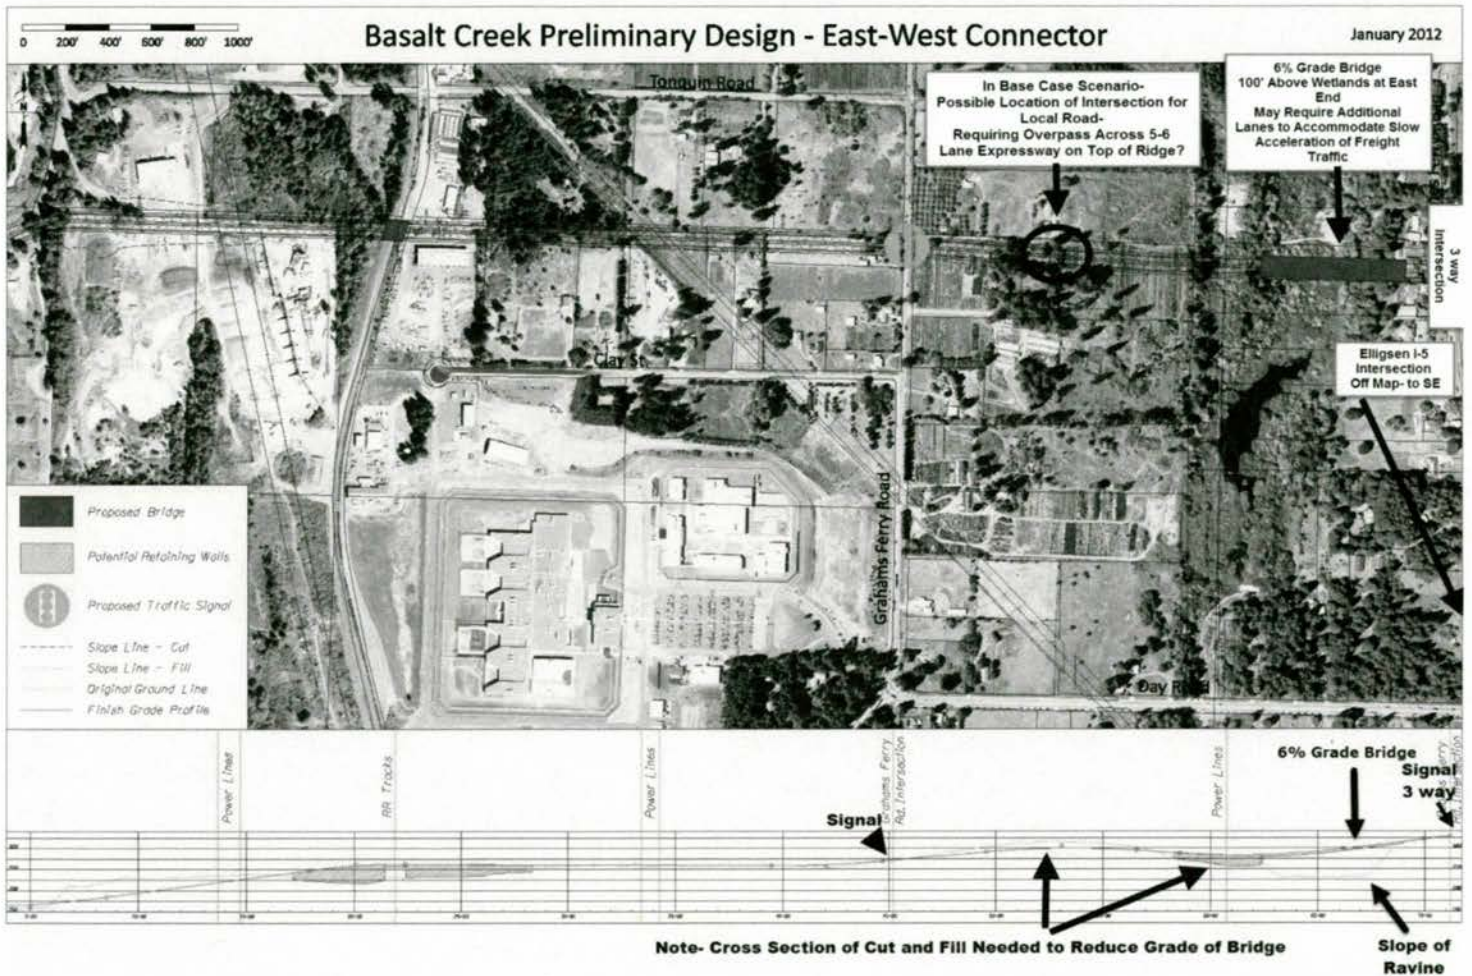 0 200' 400' 600' 800' 1000'
Basalt Creek Preliminary Design - East-West Connector
January 2012
Tonquin Road
In Base Case Scenario-
Possible Location of Intersection for
Local Road-
Requiring Overpass Across 5-6
Lane Expressway on Top of Ridge?
6% Grade Bridge
100' Above Wetlands at East
End
May Require Additional
Lanes to Accommodate Slow
Acceleration of Freight
Traffic
3 way
Intersection
Clay St
Elligsen I-5
Intersection
Off Map- to SE
Grahams Ferry Road
Day Road
Proposed Bridge
Potential Retaining Walls
Proposed Traffic Signal
Slope Line - Cut
Slope Line - Fill
Original Ground Line
Finish Grade Profile
Power Lines
RR Tracks
Power Lines
Grahams Ferry
Rd. Intersection
Power Lines
6% Grade Bridge
Signal
3 way
Signal
Note- Cross Section of Cut and Fill Needed to Reduce Grade of Bridge
Slope of
Ravine